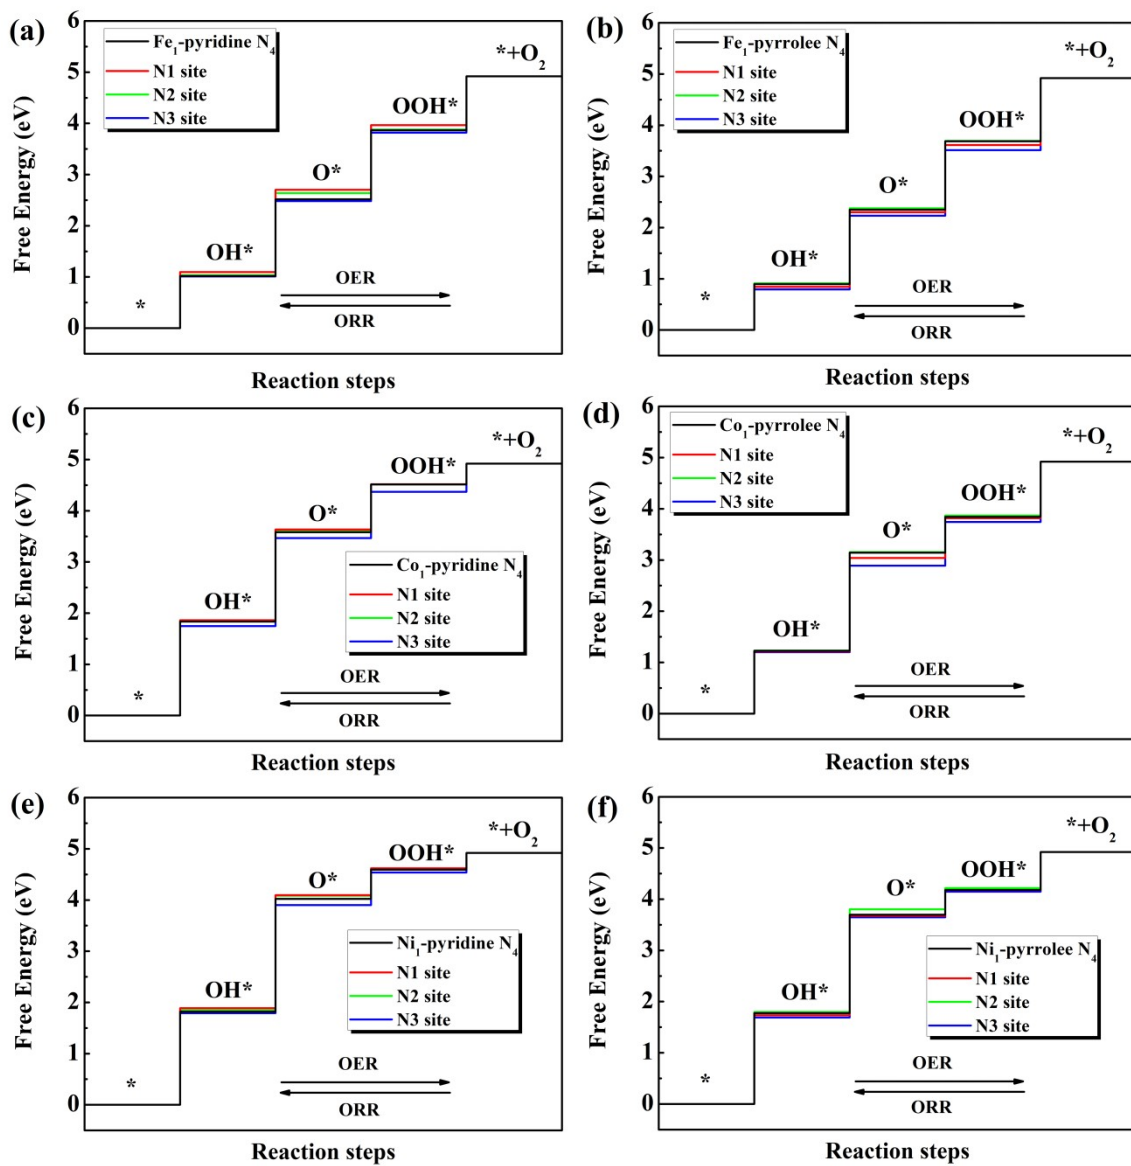 (a)
Free Energy (eV)
6
5
4
3
2
1
0
Fe₁-pyridine N₄
N1 site
N2 site
N3 site
*
OH*
O*
OOH*
*+O₂
OER
ORR
Reaction steps
(b)
Free Energy (eV)
6
5
4
3
2
1
0
Fe₁-pyrrolee N₄
N1 site
N2 site
N3 site
*
OH*
O*
OOH*
*+O₂
OER
ORR
Reaction steps
(c)
Free Energy (eV)
6
5
4
3
2
1
0
*
OH*
O*
OOH*
*+O₂
Co₁-pyridine N₄
N1 site
N2 site
N3 site
OER
ORR
Reaction steps
(d)
Free Energy (eV)
6
5
4
3
2
1
0
Co₁-pyrrolee N₄
N1 site
N2 site
N3 site
*
OH*
O*
OOH*
*+O₂
OER
ORR
Reaction steps
(e)
Free Energy (eV)
6
5
4
3
2
1
0
*
OH*
O*
OOH*
*+O₂
Ni₁-pyridine N₄
N1 site
N2 site
N3 site
OER
ORR
Reaction steps
(f)
Free Energy (eV)
6
5
4
3
2
1
0
*
OH*
O*
OOH*
*+O₂
Ni₁-pyrrolee N₄
N1 site
N2 site
N3 site
OER
ORR
Reaction steps